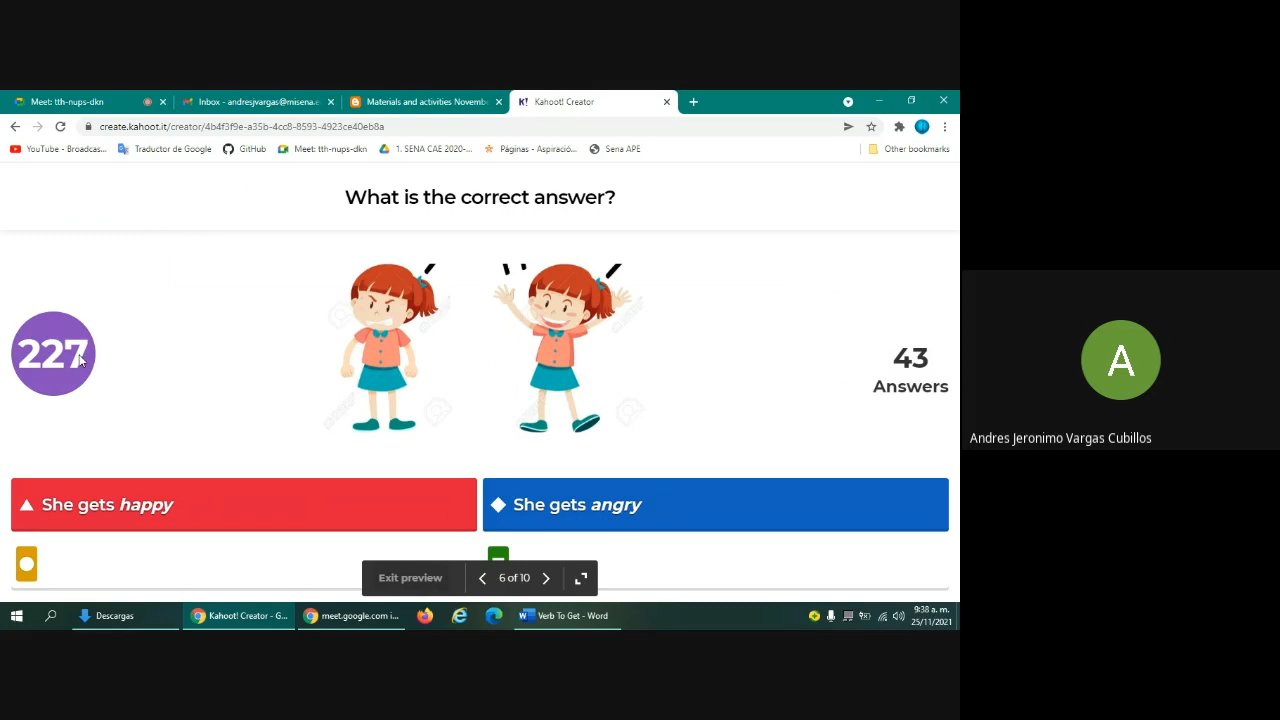 Meet: tth-nups-dkn
Inbox - andresjvargas@misena.e
Materials and activities Novemb
K! Kahoot! Creator
create.kahoot.it/creator/4b4f3f9e-a35b-4cc8-8593-4923ce40eb8a
YouTube - Broadcas...
Traductor de Google
GitHub
Meet: tth-nups-dkn
1. SENA CAE 2020-...
Páginas - Aspiració...
Sena APE
Other bookmarks
What is the correct answer?
227
43
Answers
She gets happy
She gets angry
Exit preview
6 of 10
Descargas
Kahoot! Creator - G...
meet.google.com i...
Verb To Get - Word
9:38 a. m.
25/11/2021
A
Andres Jeronimo Vargas Cubillos